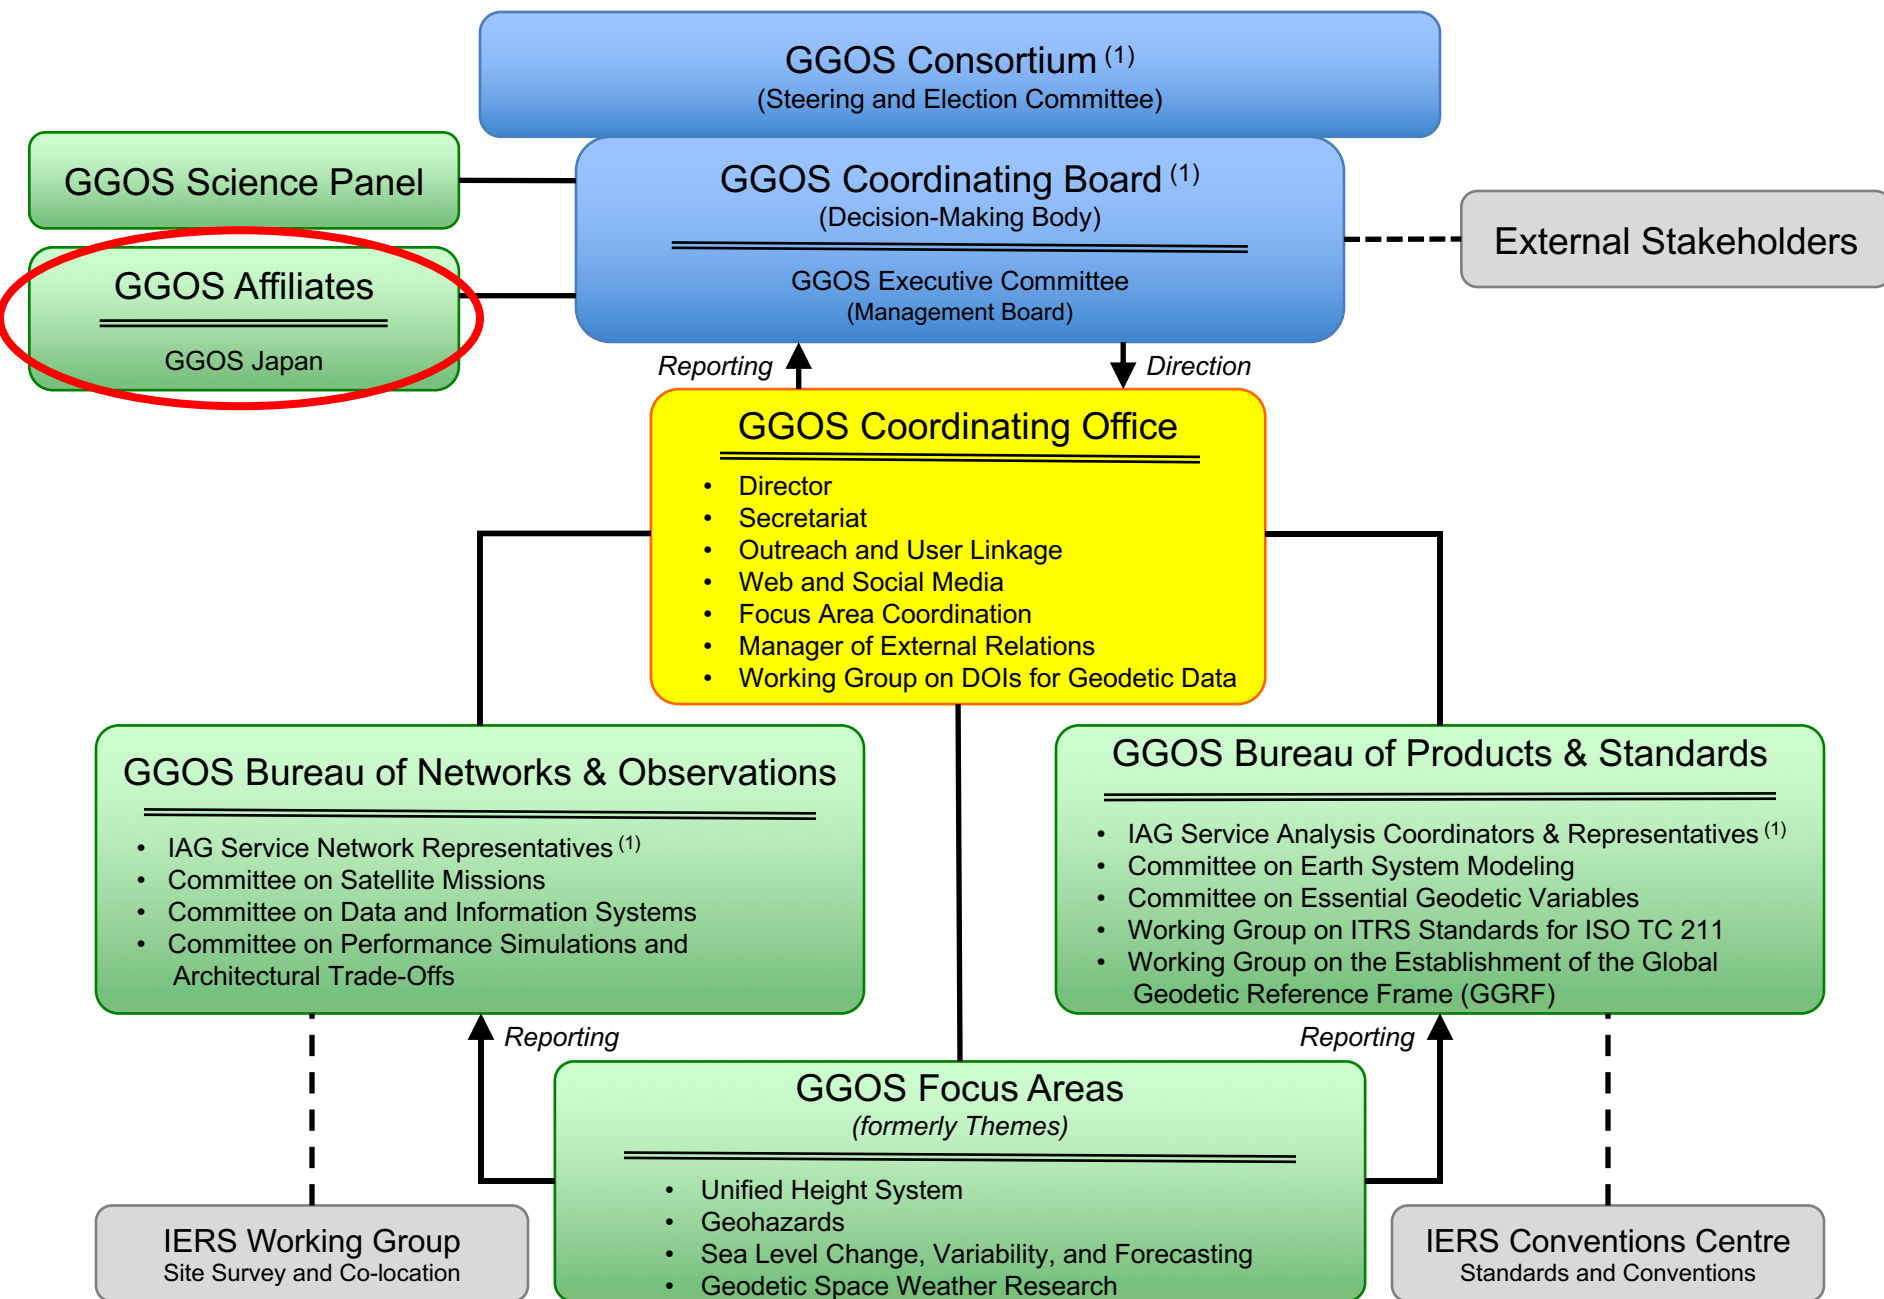 GGOS Consortium (1)
(Steering and Election Committee)
GGOS Science Panel
GGOS Coordinating Board (1)
(Decision-Making Body)
GGOS Executive Committee
(Management Board)
External Stakeholders
GGOS Affiliates
GGOS Japan
Reporting
Direction
GGOS Coordinating Office
• Director
• Secretariat
• Outreach and User Linkage
• Web and Social Media
• Focus Area Coordination
• Manager of External Relations
• Working Group on DOIs for Geodetic Data
GGOS Bureau of Networks & Observations
• IAG Service Network Representatives (1)
• Committee on Satellite Missions
• Committee on Data and Information Systems
• Committee on Performance Simulations and
Architectural Trade-Offs
GGOS Bureau of Products & Standards
• IAG Service Analysis Coordinators & Representatives (1)
• Committee on Earth System Modeling
• Committee on Essential Geodetic Variables
• Working Group on ITRS Standards for ISO TC 211
• Working Group on the Establishment of the Global
Geodetic Reference Frame (GGRF)
Reporting
Reporting
GGOS Focus Areas
(formerly Themes)
• Unified Height System
• Geohazards
• Sea Level Change, Variability, and Forecasting
• Geodetic Space Weather Research
IERS Working Group
Site Survey and Co-location
IERS Conventions Centre
Standards and Conventions